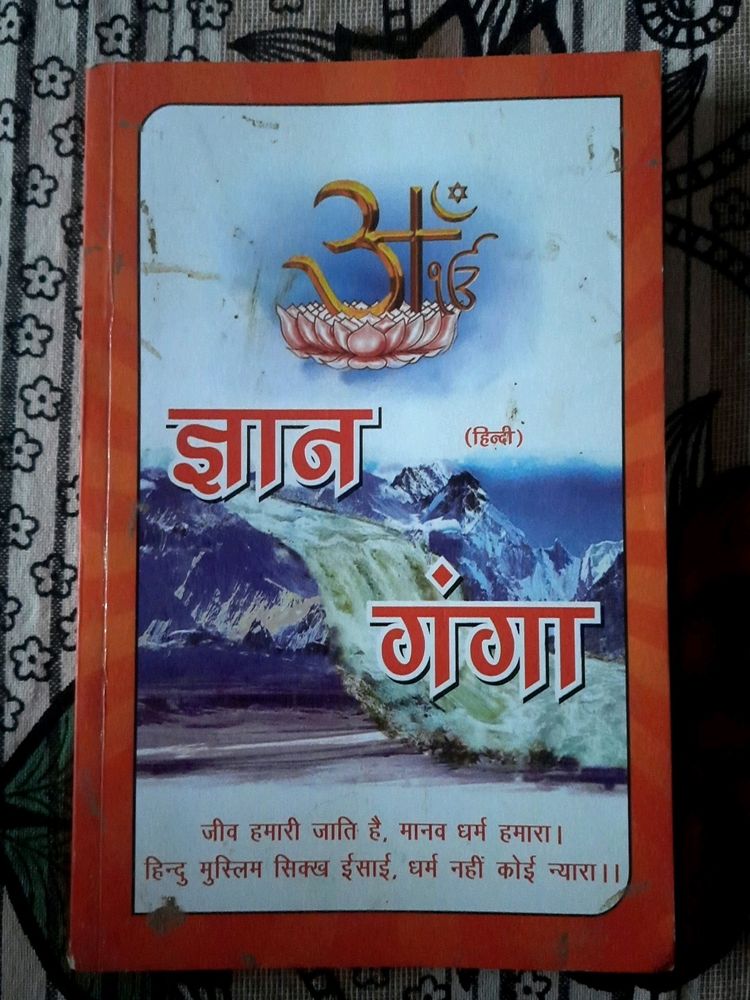 ज्ञान
(हिन्दी)
गंगा
जीव हमारी जाति है, मानव धर्म हमारा।
हिन्दु मुस्लिम सिक्ख ईसाई, धर्म नहीं कोई न्यारा।।